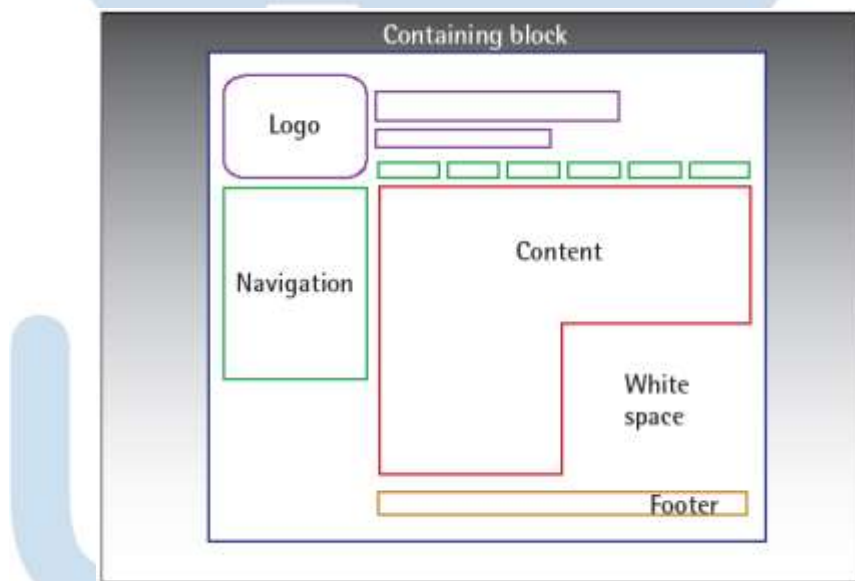 Containing block
Logo
Content
Navigation
White
space
Footer